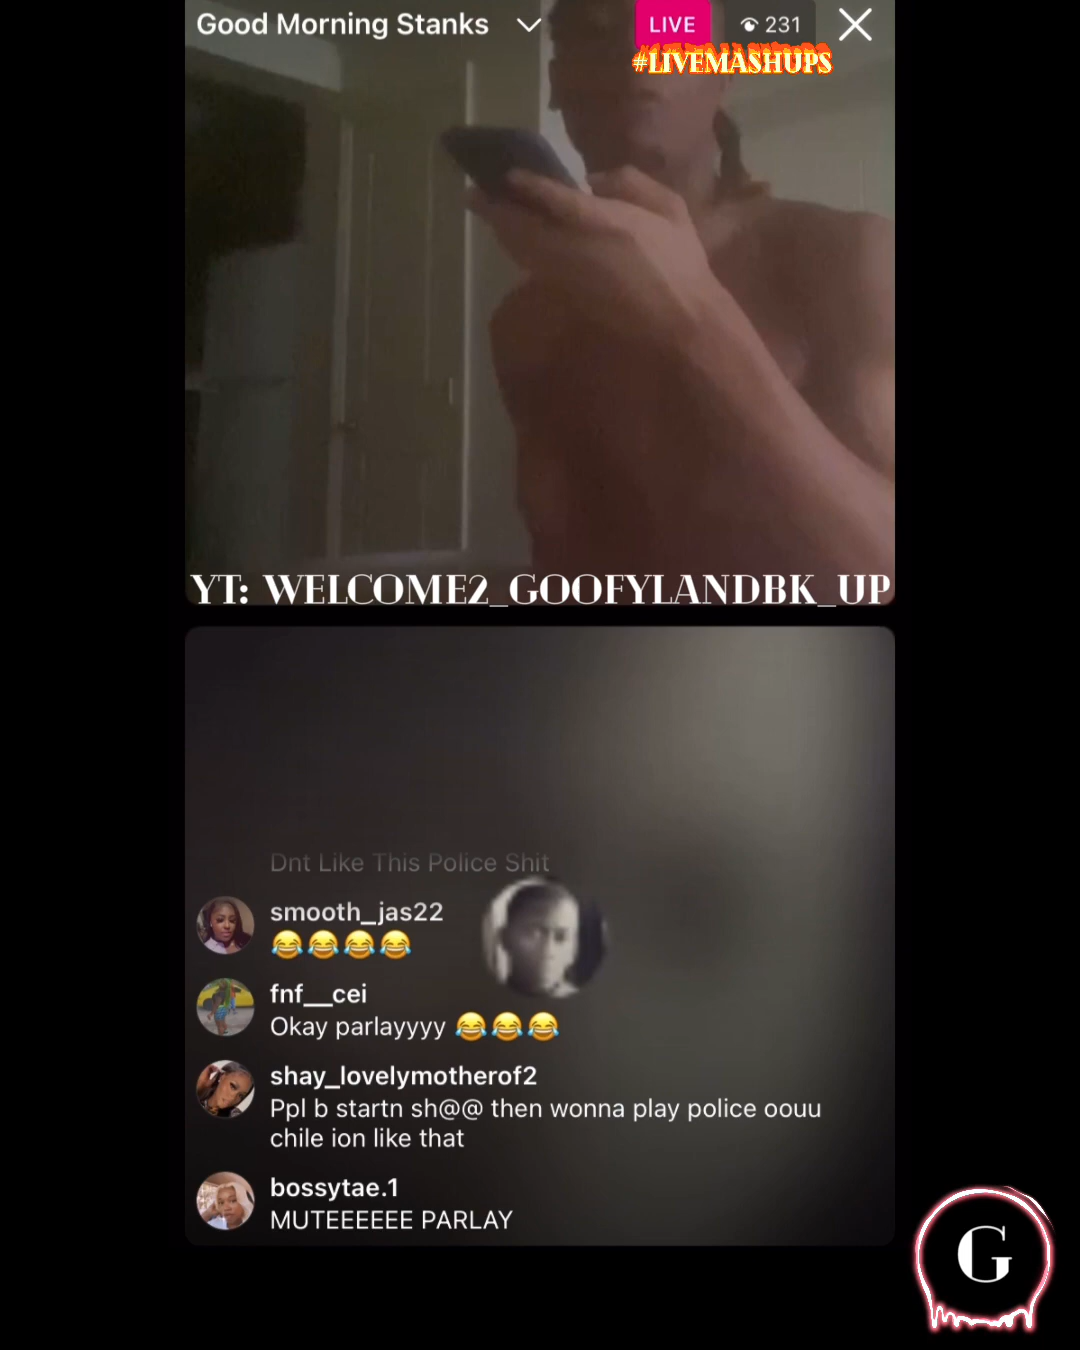 Good Morning Stanks
LIVE
231
#LIVEMASHUPS
YT: WELCOME2_GOOFYLANDBK_UP
Dnt Like This Police Shit
smooth_jas22
😂😂😂😂
fnf__cei
Okay parlayyyy 😂😂😂
shay_lovelymotherof2
Ppl b startn sh@@ then wonna play police oouu
chile ion like that
bossytae.1
MUTEEEEEE PARLAY
G